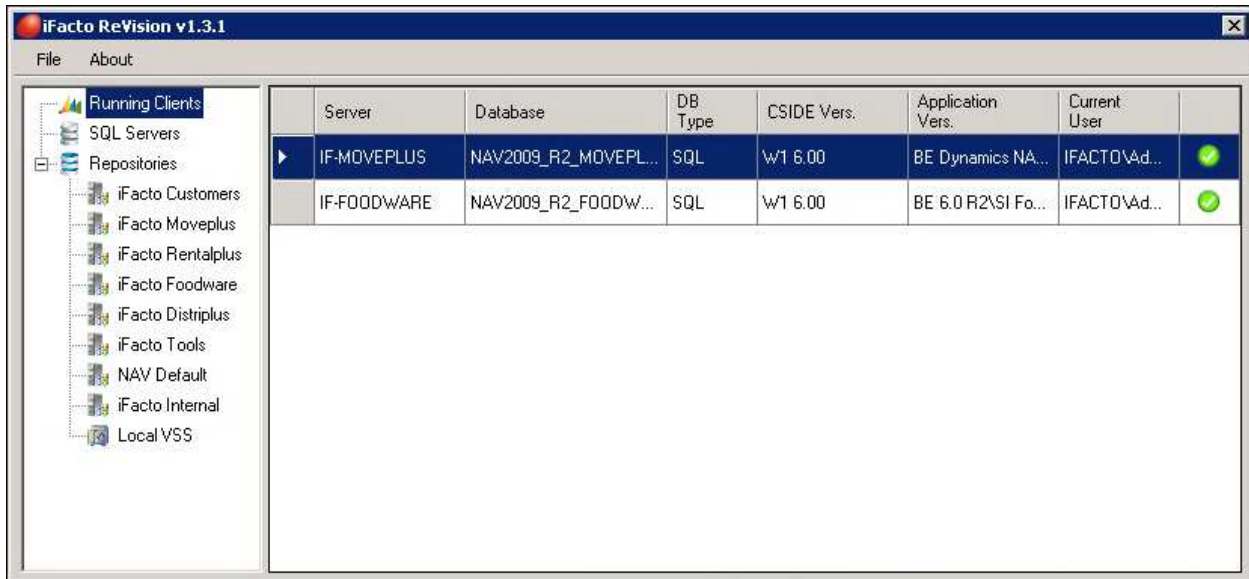 iFacto ReVision v1.3.1
File About
Running Clients
SQL Servers
Repositories
iFacto Customers
iFacto Moveplus
iFacto Rentalplus
iFacto Foodware
iFacto Distriplus
iFacto Tools
NAV Default
iFacto Internal
Local VSS
Server Database DB Type CSIDE Vers. Application Vers. Current User
IF-MOVEPLUS NAV2009_R2_MOVEPL... SQL W1 6.00 BE Dynamics NA... IFACTO\Ad...
IF-FOODWARE NAV2009_R2_FOODW... SQL W1 6.00 BE 6.0 R2\SI Fo... IFACTO\Ad...